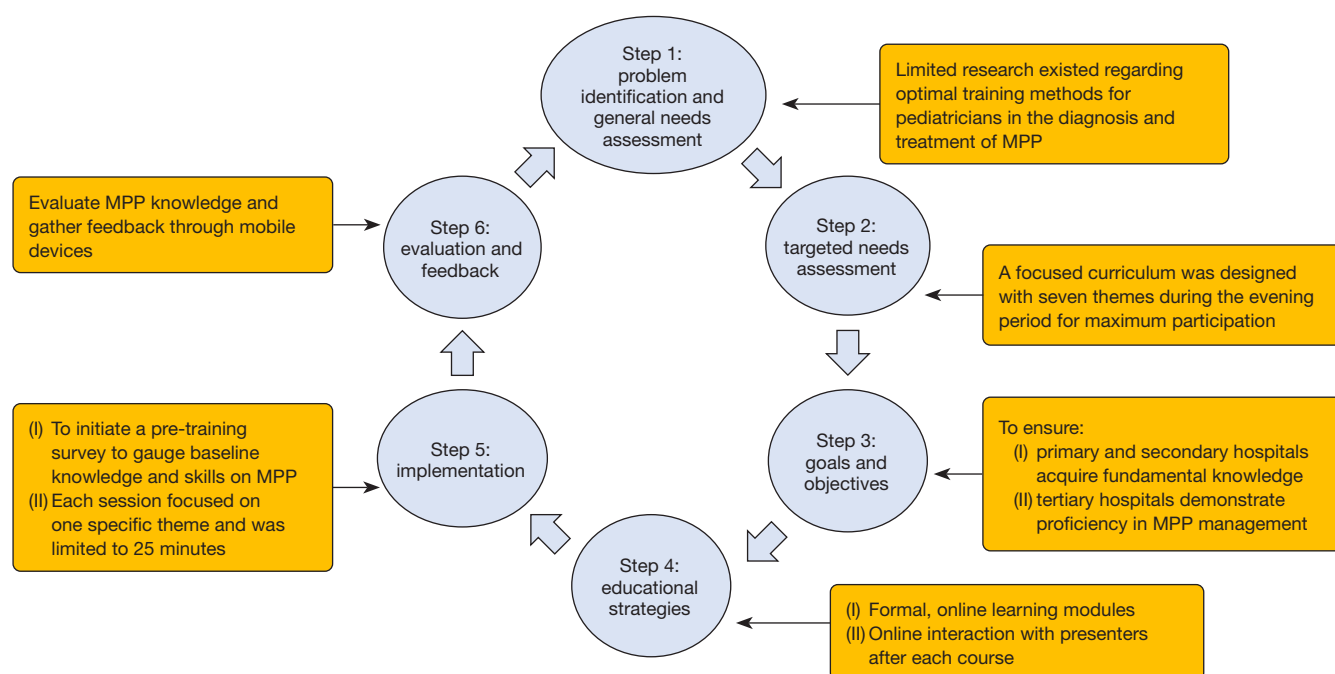 Step 1:
problem
identification and
general needs
assessment
Limited research existed regarding
optimal training methods for
pediatricians in the diagnosis and
treatment of MPP
Step 2:
targeted needs
assessment
A focused curriculum was designed
with seven themes during the evening
period for maximum participation
Step 3:
goals and
objectives
To ensure:
(I) primary and secondary hospitals
acquire fundamental knowledge
(II) tertiary hospitals demonstrate
proficiency in MPP management
Step 4:
educational
strategies
(I) Formal, online learning modules
(II) Online interaction with presenters
after each course
Step 5:
implementation
(I) To initiate a pre-training
survey to gauge baseline
knowledge and skills on MPP
(II) Each session focused on
one specific theme and was
limited to 25 minutes
Step 6:
evaluation and
feedback
Evaluate MPP knowledge and
gather feedback through mobile
devices